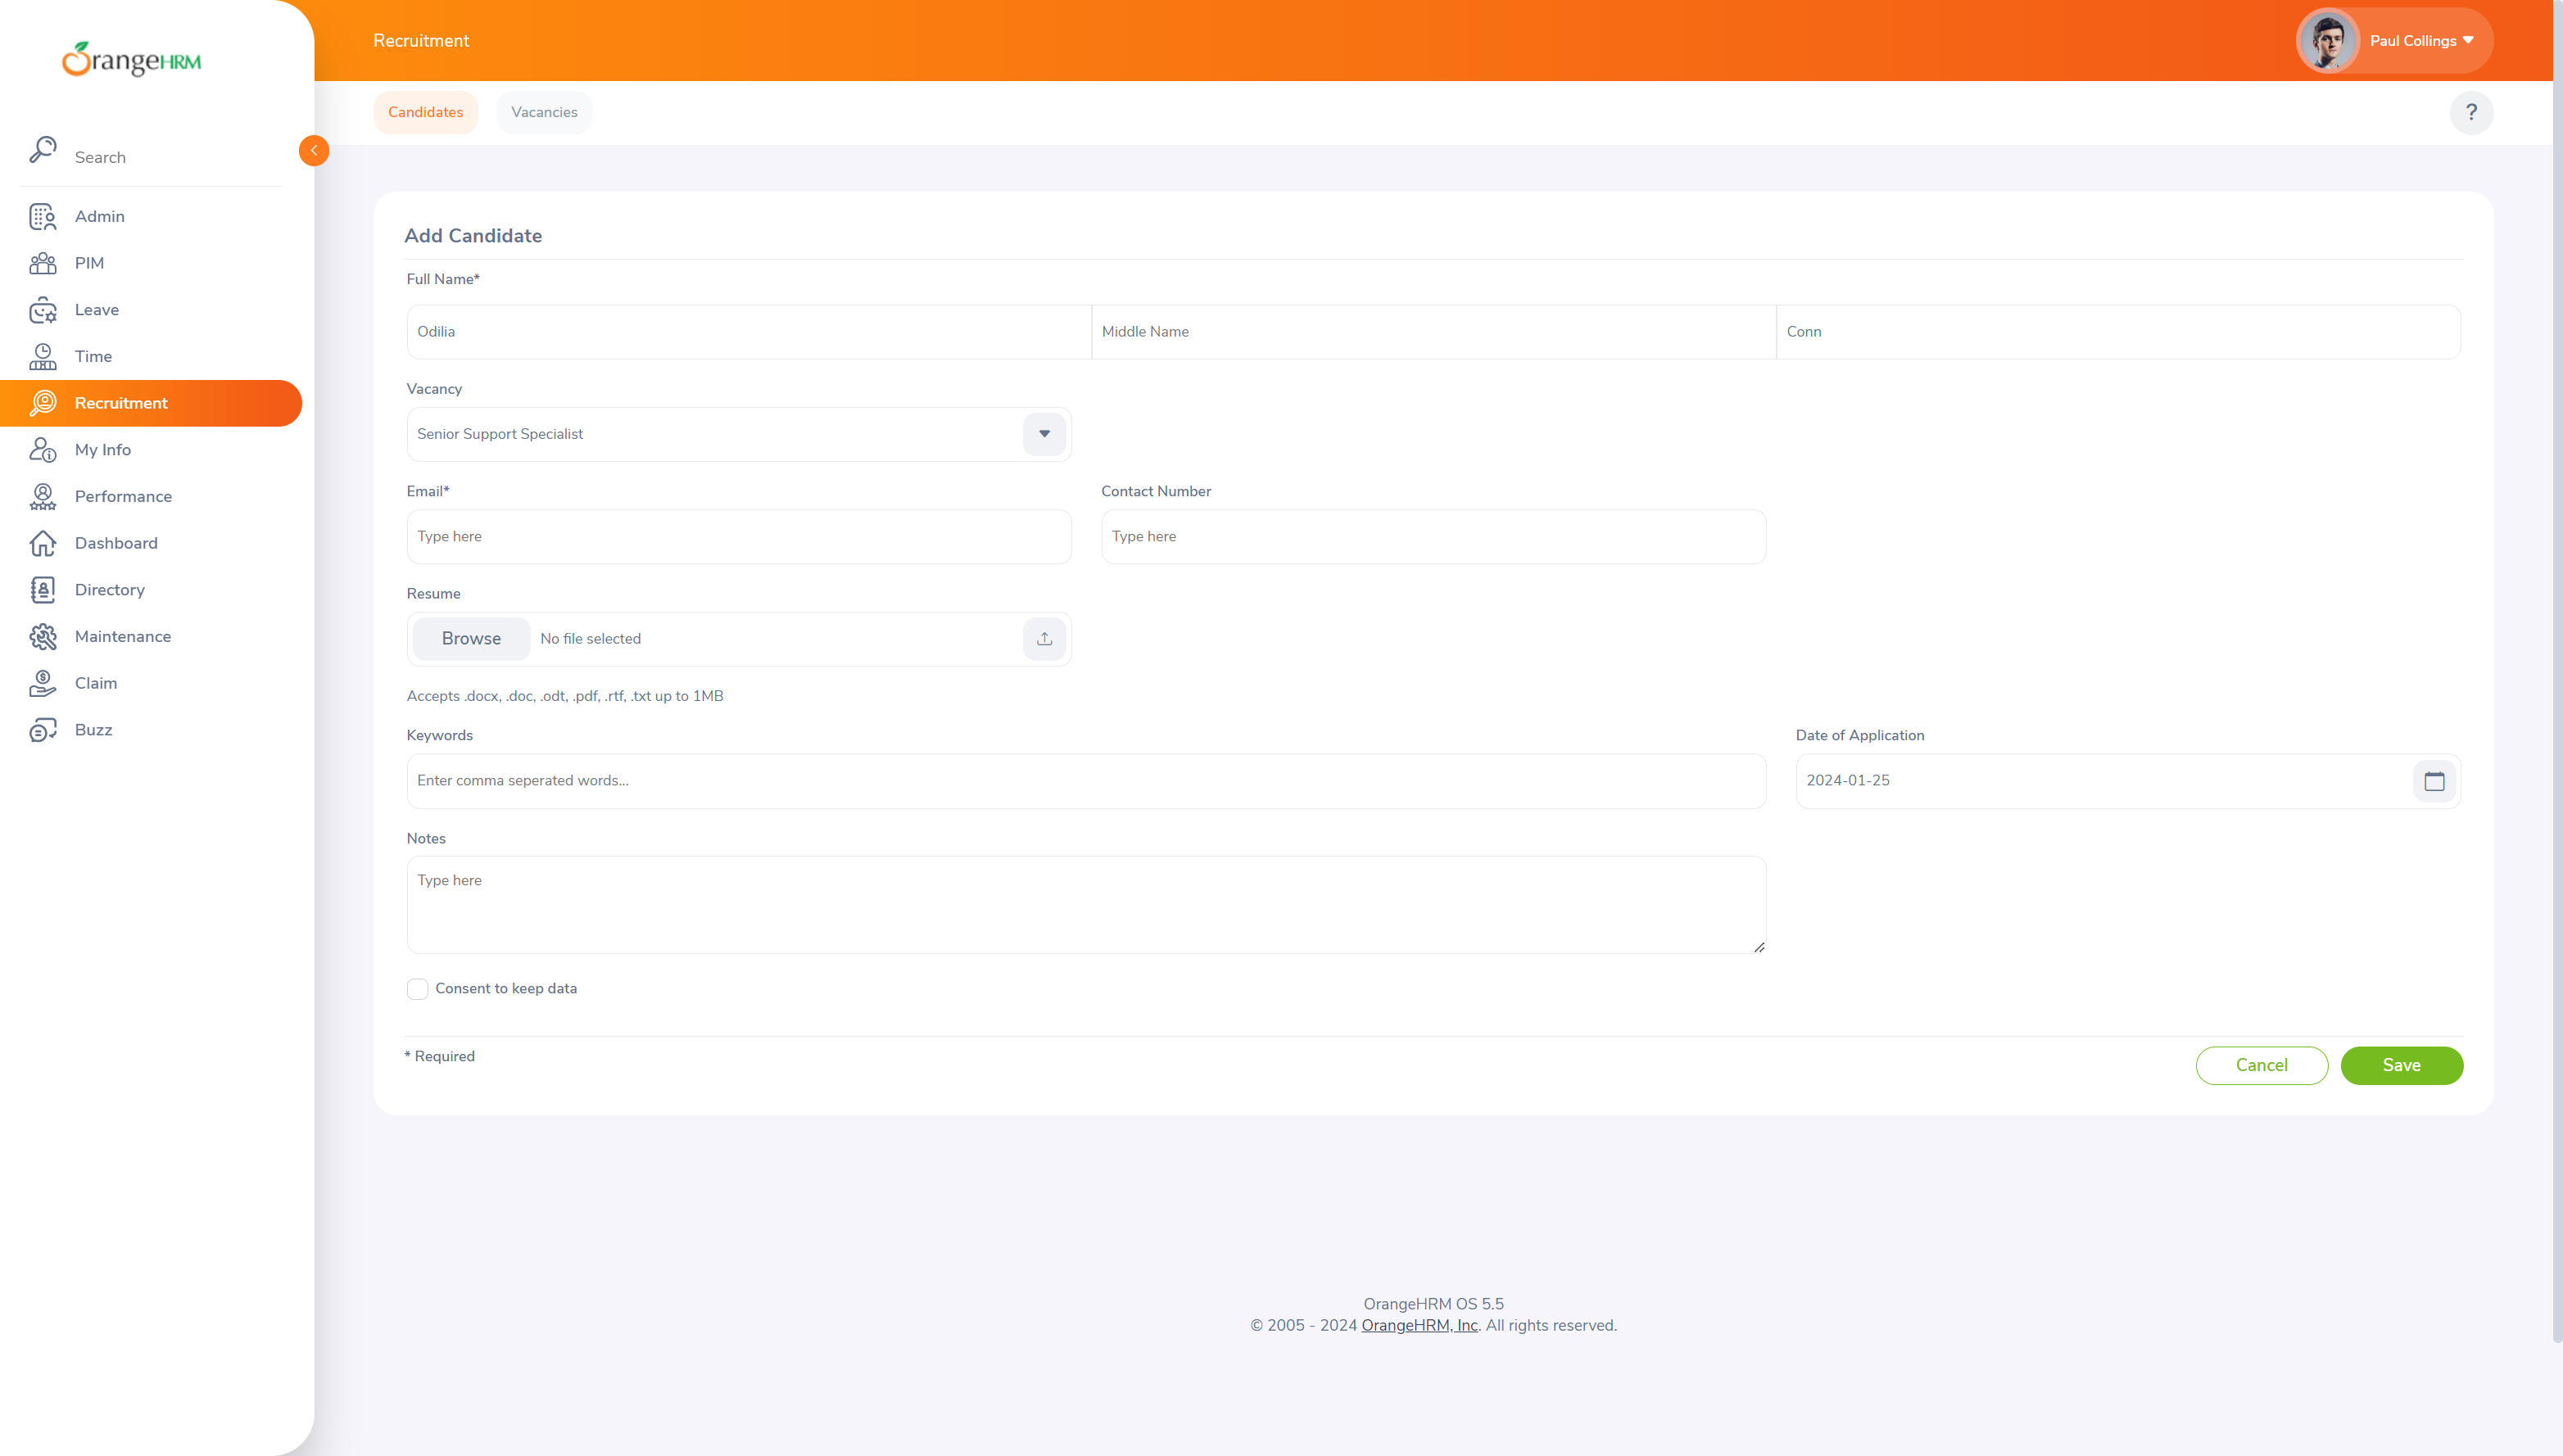 OrangeHRM
Search
Admin
PIM
Leave
Time
Recruitment
My Info
Performance
Dashboard
Directory
Maintenance
Claim
Buzz
Recruitment
Paul Collings
Candidates
Vacancies
?
Add Candidate
Full Name*
Odilia
Middle Name
Conn
Vacancy
Senior Support Specialist
Email*
Contact Number
Type here
Type here
Resume
Browse
No file selected
Accepts .docx, .doc, .odt, .pdf, .rtf, .txt up to 1MB
Keywords
Date of Application
Enter comma seperated words...
2024-01-25
Notes
Type here
Consent to keep data
* Required
Cancel
Save
OrangeHRM OS 5.5
© 2005 - 2024 OrangeHRM, Inc. All rights reserved.